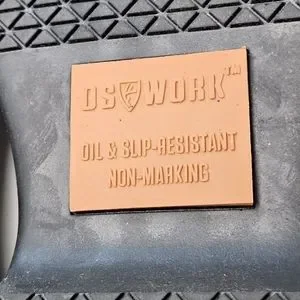 DS WORK™
OIL & SLIP-RESISTANT
NON-MARKING